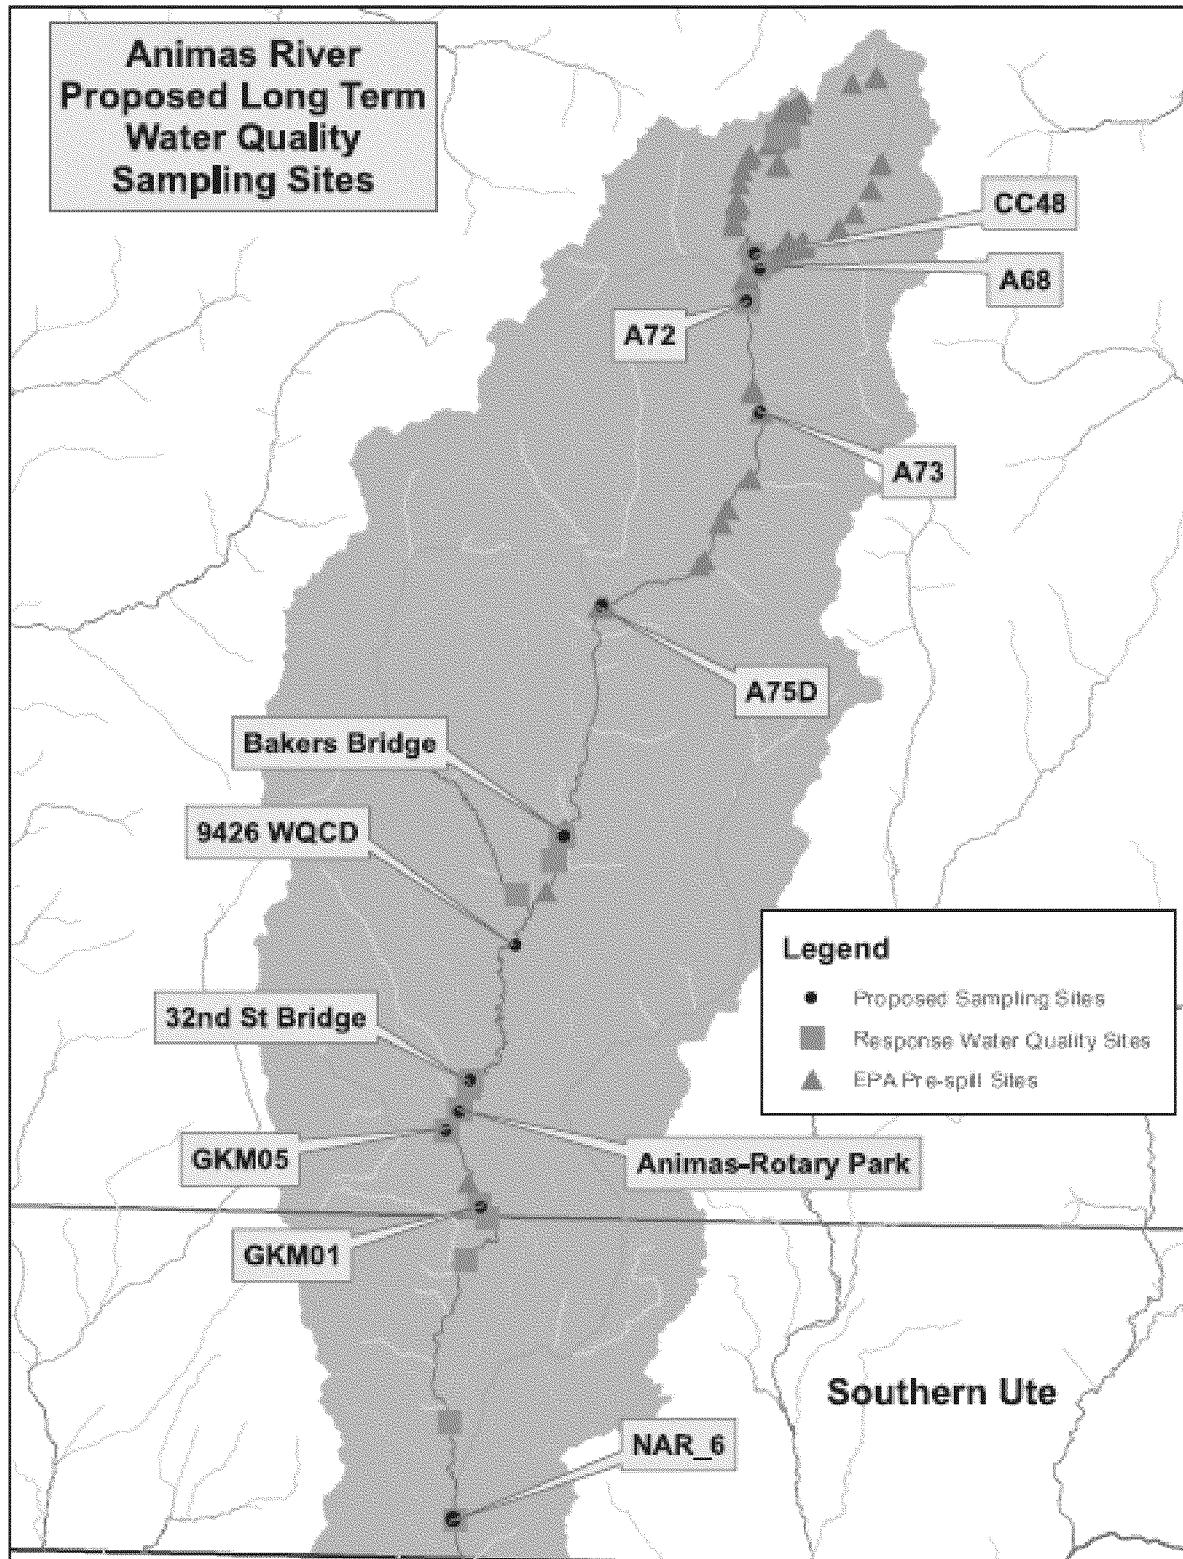 Animas River
Proposed Long Term
Water Quality
Sampling Sites
CC48
A68
A72
A73
A75D
Bakers Bridge
9426 WQCD
Legend
Proposed Sampling Sites
Response Water Quality Sites
EPA Pre-spill Sites
32nd St Bridge
GKM05
Animas-Rotary Park
GKM01
Southern Ute
NAR_6